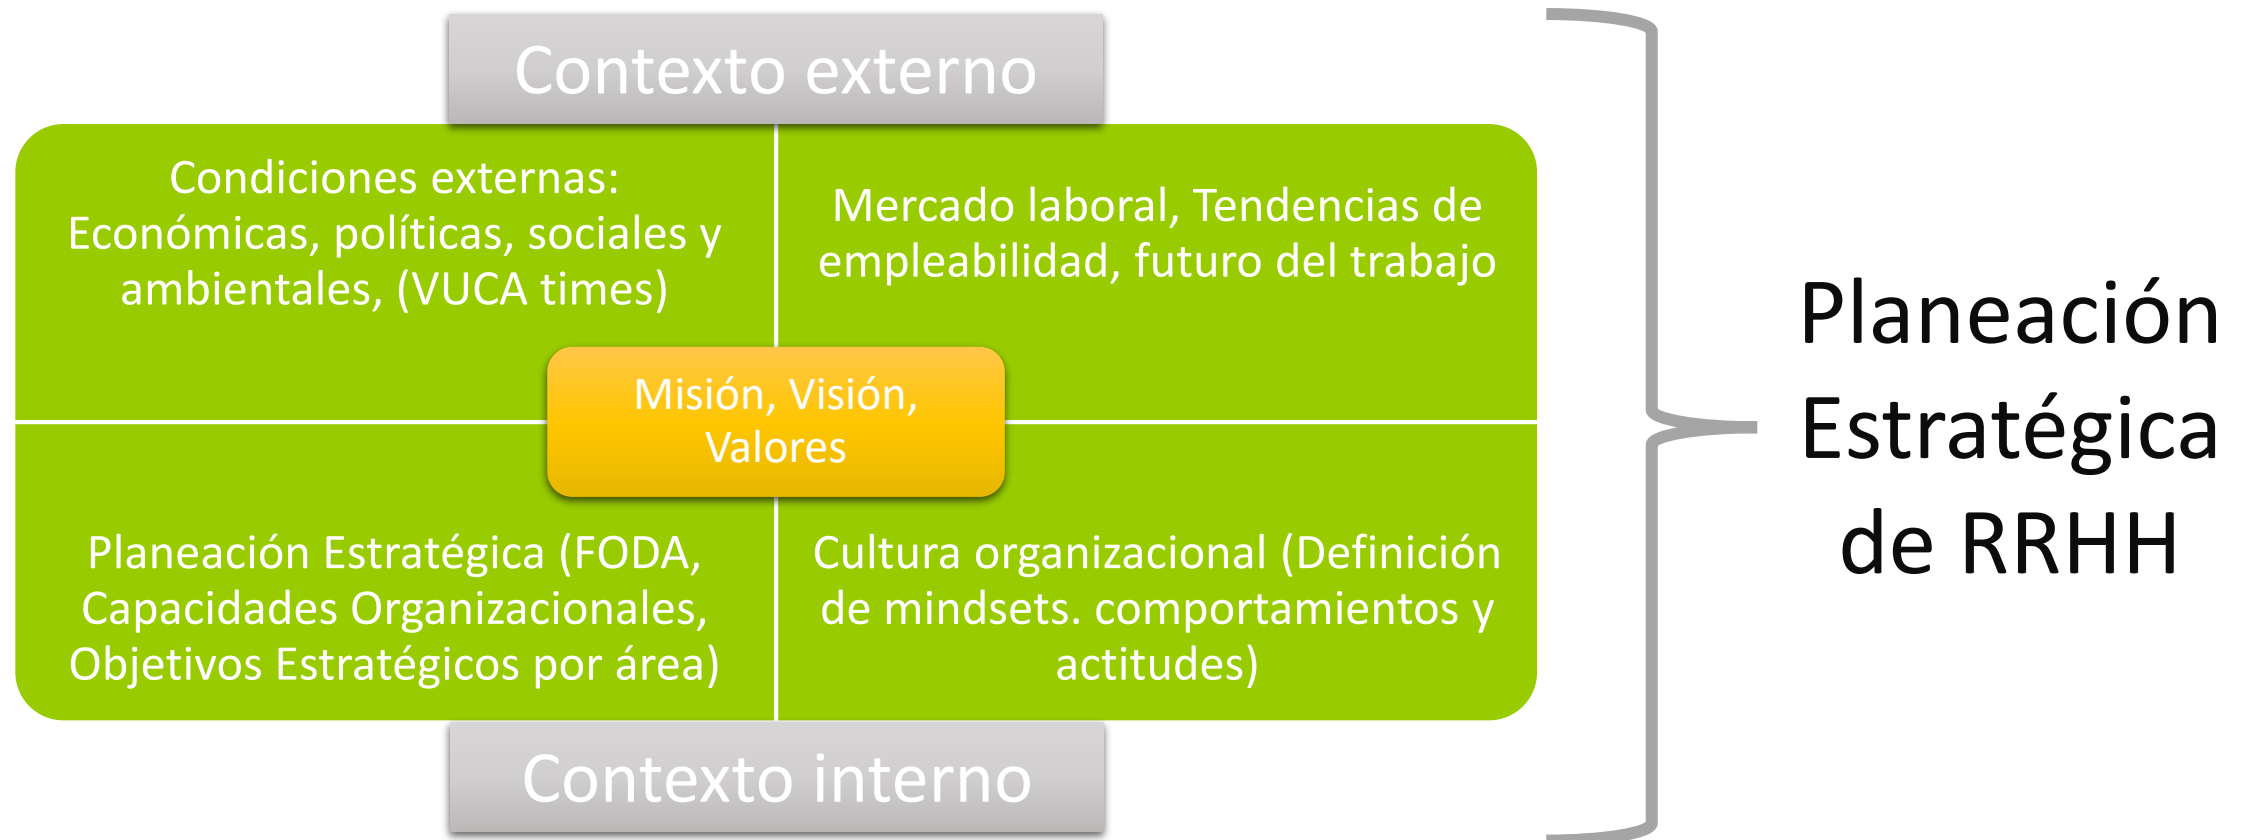 Contexto externo
Condiciones externas:
Económicas, políticas, sociales y
ambientales, (VUCA times)
Mercado laboral, Tendencias de
empleabilidad, futuro del trabajo
Misión, Visión,
Valores
Planeación Estratégica (FODA,
Capacidades Organizacionales,
Objetivos Estratégicos por área)
Cultura organizacional (Definición
de mindsets. comportamientos y
actitudes)
Contexto interno
Planeación
Estratégica
de RRHH